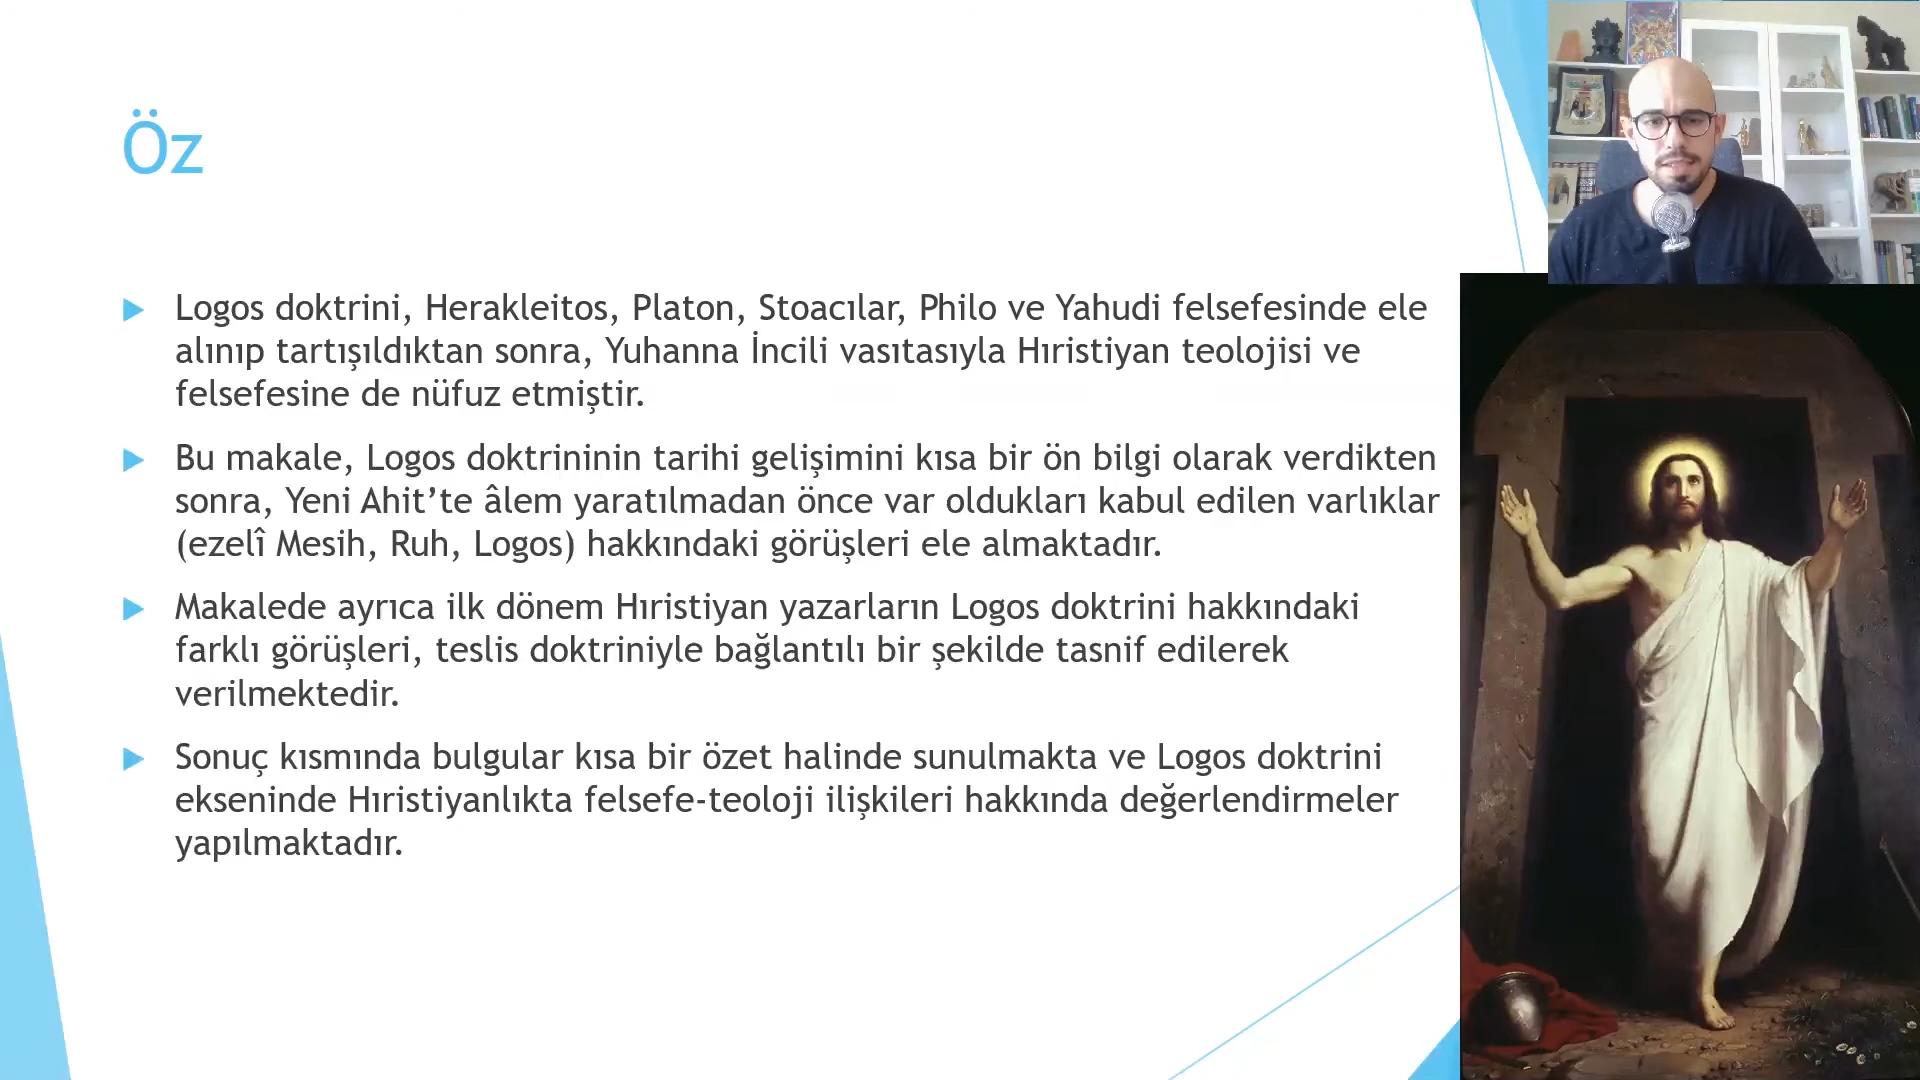 Öz
Logos doktrini, Herakleitos, Platon, Stoacılar, Philo ve Yahudi felsefesinde ele
alınıp tartışıldıktan sonra, Yuhanna İncili vasıtasıyla Hıristiyan teolojisi ve
felsefesine de nüfuz etmiştir.
Bu makale, Logos doktrininin tarihi gelişimini kısa bir ön bilgi olarak verdikten
sonra, Yeni Ahit’te âlem yaratılmadan önce var oldukları kabul edilen varlıklar
(ezelî Mesih, Ruh, Logos) hakkındaki görüşleri ele almaktadır.
Makalede ayrıca ilk dönem Hıristiyan yazarların Logos doktrini hakkındaki
farklı görüşleri, teslis doktriniyle bağlantılı bir şekilde tasnif edilerek
verilmektedir.
Sonuç kısmında bulgular kısa bir özet halinde sunulmakta ve Logos doktrini
ekseninde Hıristiyanlıkta felsefe-teoloji ilişkileri hakkında değerlendirmeler
yapılmaktadır.